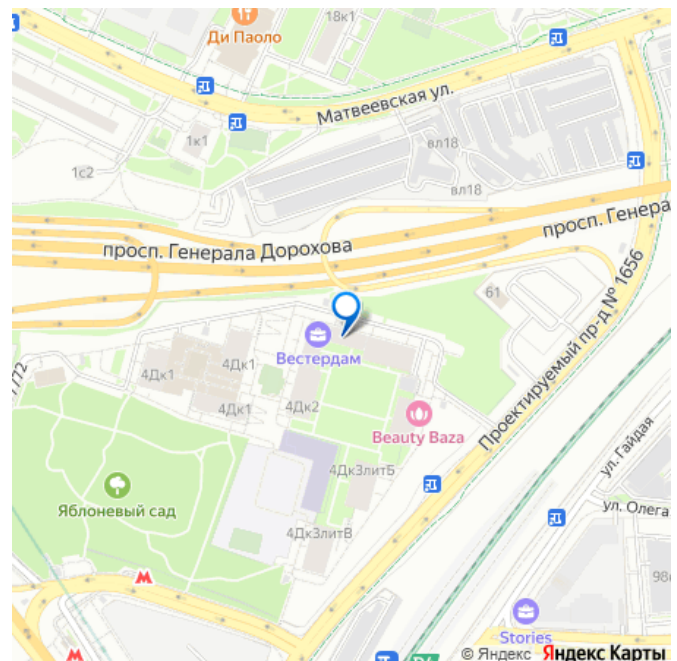 18к1
Ди Паоло
Матвеевская ул.
1к1
вл18
1с2
вл18
просп. Генера
просп. Генерала Дорохова
Проектируемый пр-д № 1656
61
Вестердам
4Дк1
4Дк1
7772
4Дк1
4Дк2
Beauty Baza
ул. Гайдая
4Дк3литБ
Яблоневый сад
ул. Олега
4Дк3литВ
98к
Stories
© Яндекс Яндекс Карты